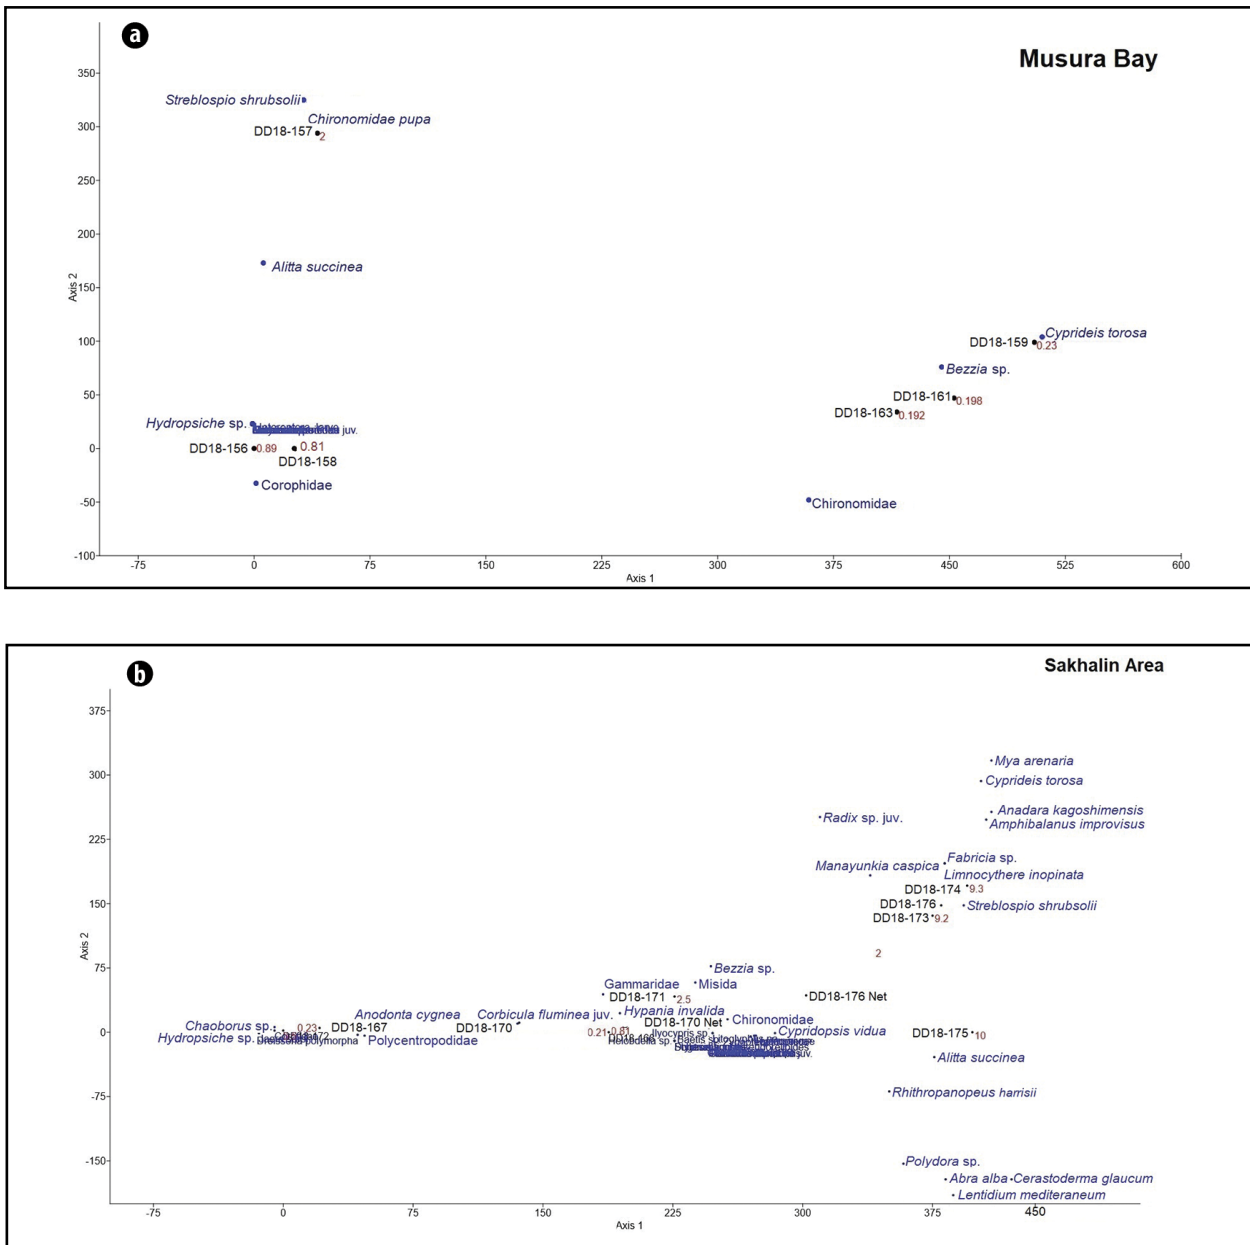 a
Musura Bay
350
Streblospio shrubsolii
Chironomidae pupa
300
DD18-157
2
250
200
Alitta succinea
150
Axis 2
100
Cyprideis torosa
DD18-159
0.23
Bezzia sp.
50
DD18-161
0.198
DD18-163
0.192
Hydropsiche sp.
juv.
0
DD18-156
0.89
0.81
DD18-158
Corophidae
-50
Chironomidae
-100
-75 0 75 150 225 300 375 450 525 600
Axis 1
b
Sakhalin Area
375
Mya arenaria
300
Cyprideis torosa
Anadara kagoshimensis
Amphibalanus improvisus
225
Radix sp. juv.
Fabricia sp.
Manayunkia caspica
Limnocythere inopinata
DD18-174
9.3
150
DD18-176
Streblospio shrubsolii
DD18-173
9.2
Axis 2
2
75
Bezzia sp.
Gammaridae
Misida
DD18-171
2.5
DD18-176 Net
Anodonta cygnea
Corbicula fluminea juv.
Hypania invalida
Chironomidae
DD18-170 Net
Chaoborus sp.
0.23
DD18-167
DD18-170
0
0.21
0.81
Ilyocypris sp.
Cypridopsis vidua
DD18-175
10
Hydropsiche sp.
Dreissena polymorpha
Polycentropodidae
Helobdella sp.
juv.
Alitta succinea
-75
Rhithropanopeus harrisii
-150
Polydora sp.
Abra alba
Cerastoderma glaucum
Lentidium mediteraneum
-75 0 75 150 225 300 375 450
Axis 1